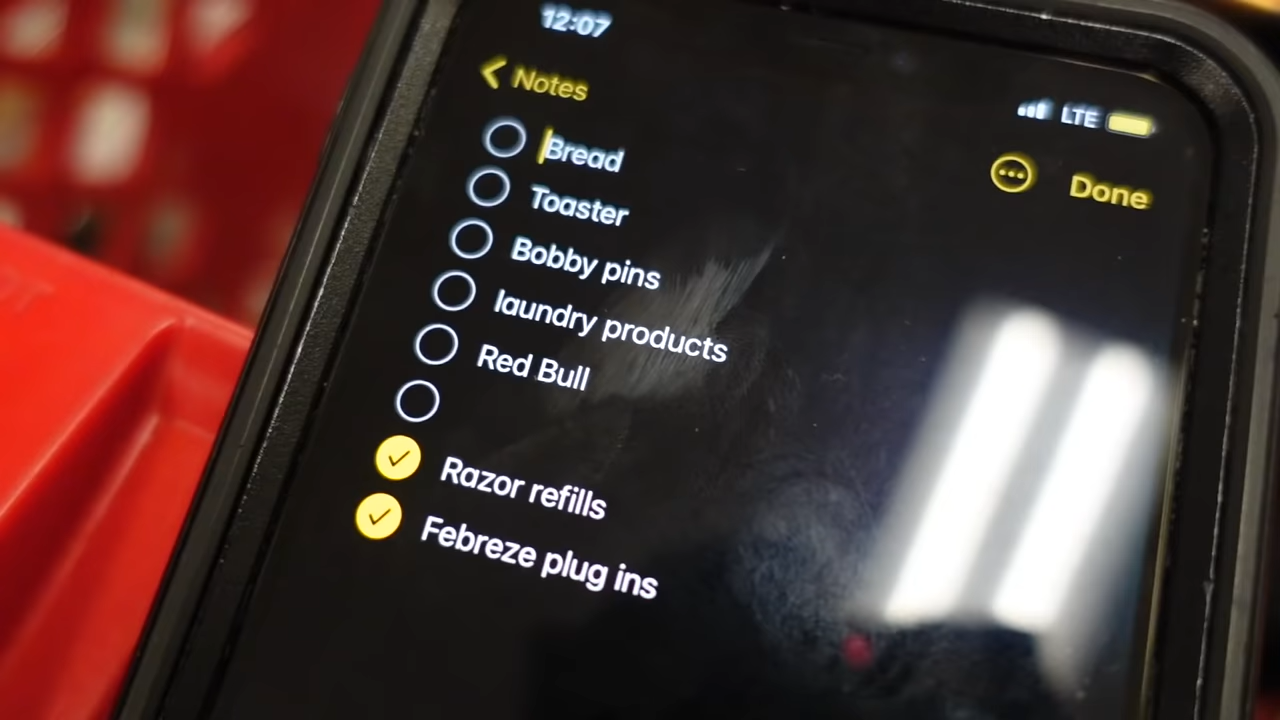 12:07
LTE
Notes
Done
Bread
Toaster
Bobby pins
laundry products
Red Bull
Razor refills
Febreze plug ins